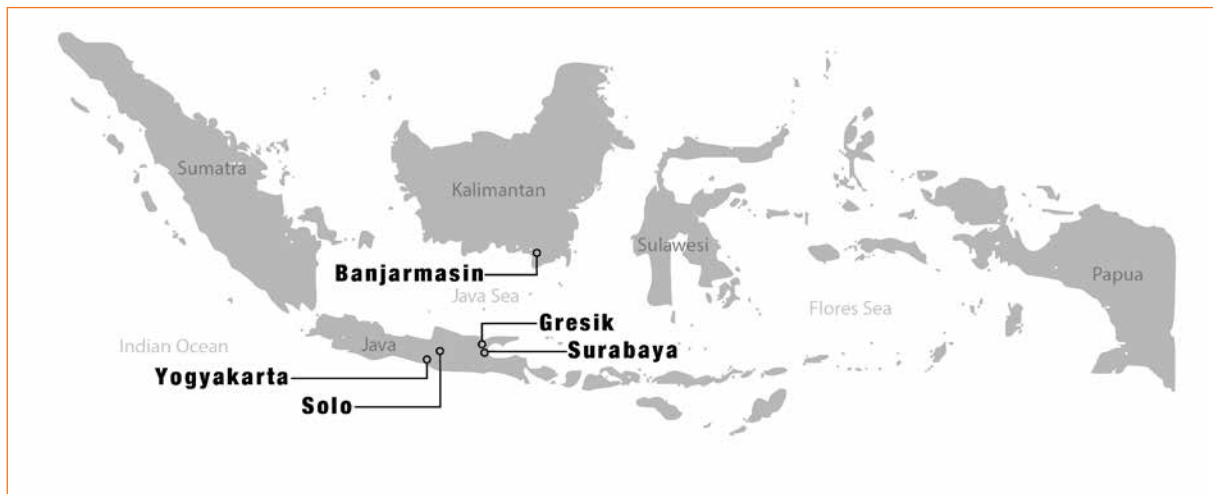 Sumatra
Kalimantan
Sulawesi
Banjarmasin
Papua
Java Sea
Flores Sea
Gresik
Indian Ocean
Java
Surabaya
Yogyakarta
Solo